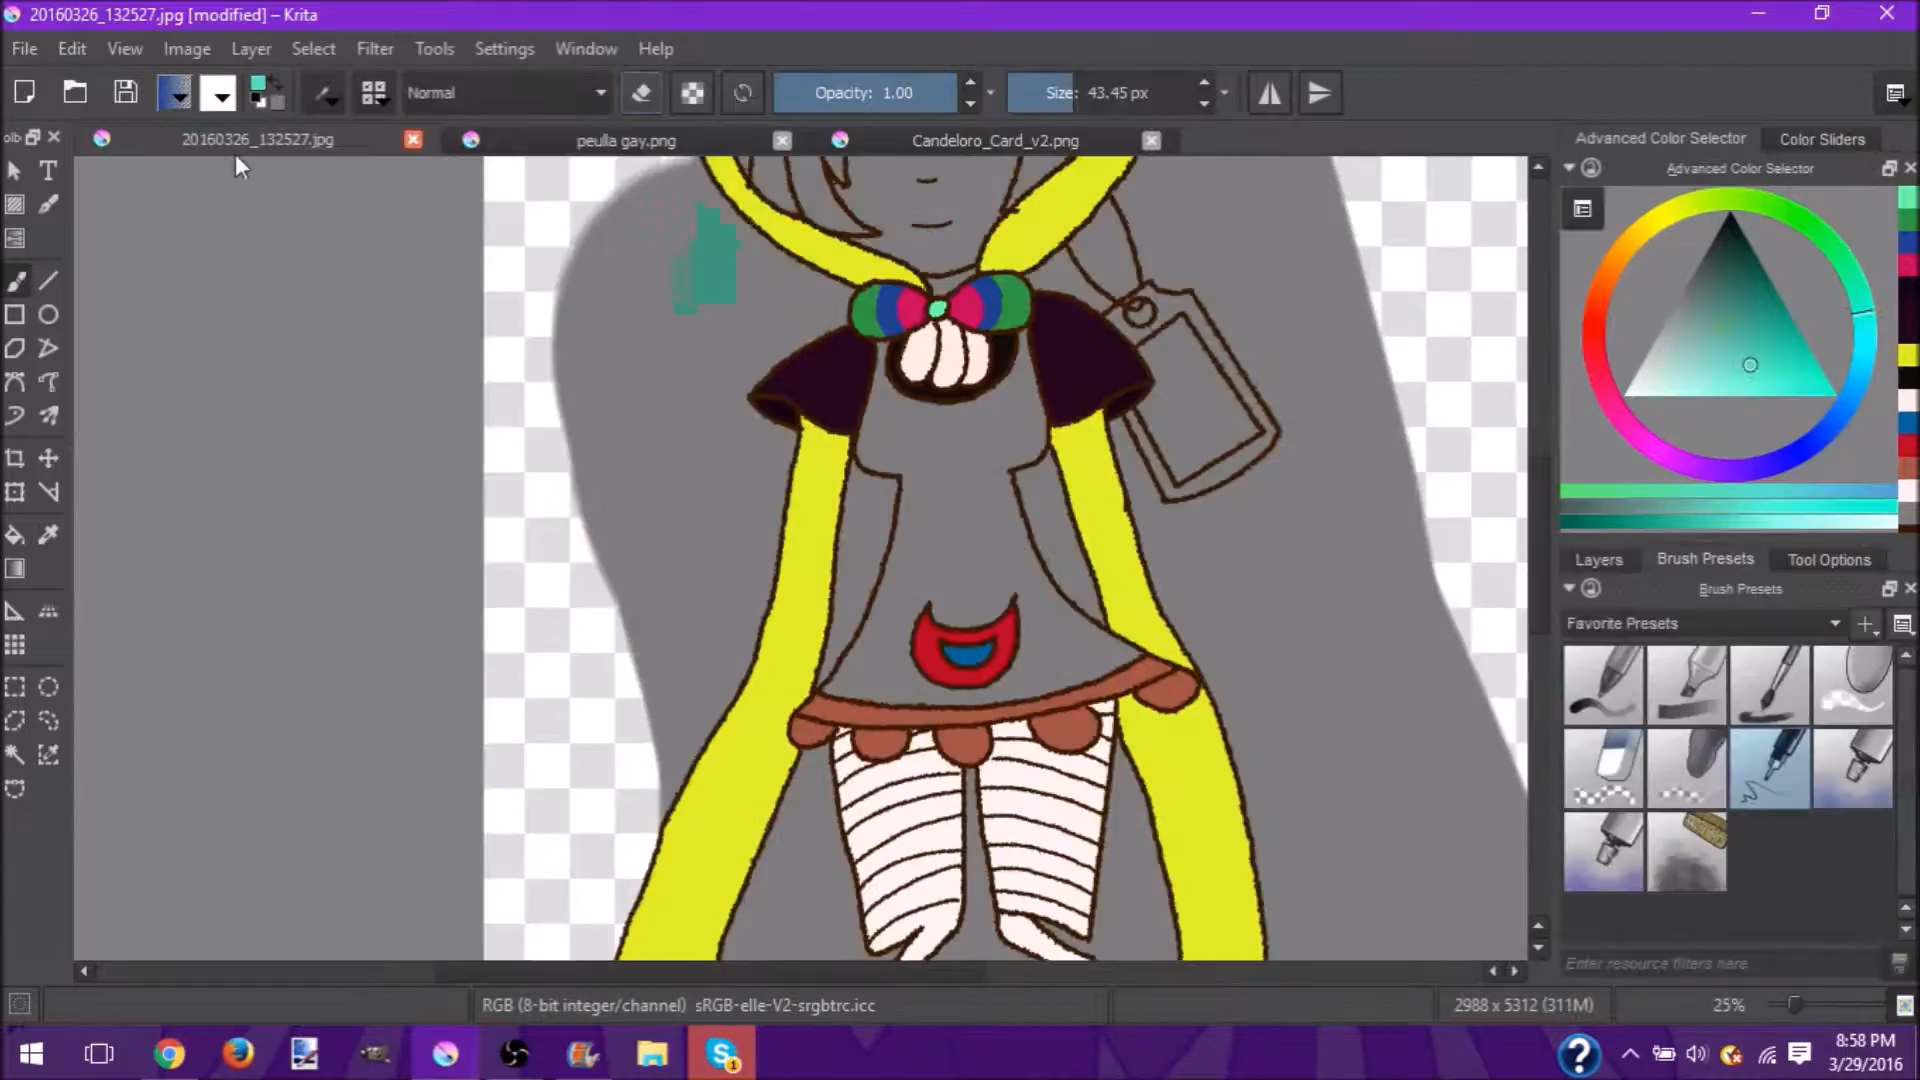 20160326_132527.jpg [modified] – Krita
File Edit View Image Layer Select Filter Tools Settings Window Help
Normal Opacity: 1.00 Size: 43.45 px
20160326_132527.jpg peulla gay.png Candeloro_Card_v2.png
Advanced Color Selector Color Sliders
Advanced Color Selector
Layers Brush Presets Tool Options
Brush Presets
Favorite Presets
Enter resource filters here
RGB (8-bit integer/channel) sRGB-elle-V2-srgbtrc.icc 2988 x 5312 (311M) 25%
8:58 PM
3/29/2016